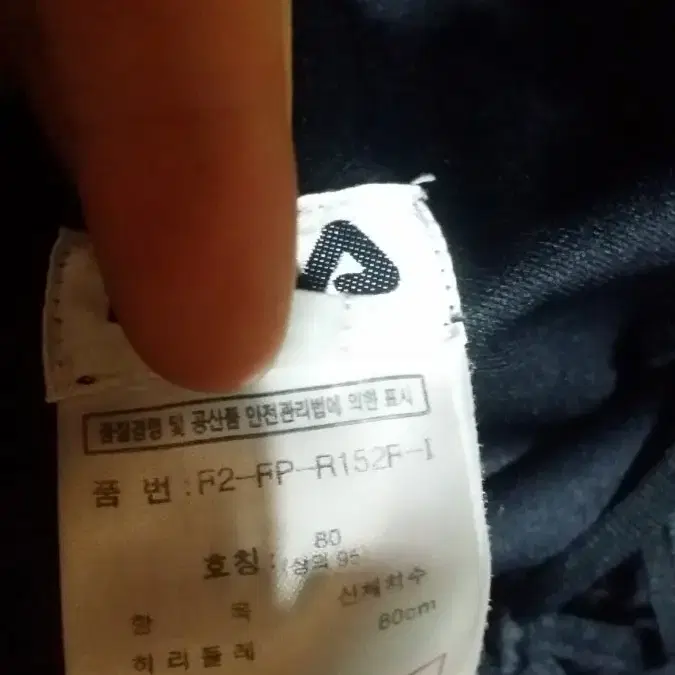 품질경영 및 공산품 안전관리법에 의한 표시
품 번 : F2-RP-R152F-I
80
호칭 : (상의 95
항 목 신체치수
허리둘레 80cm